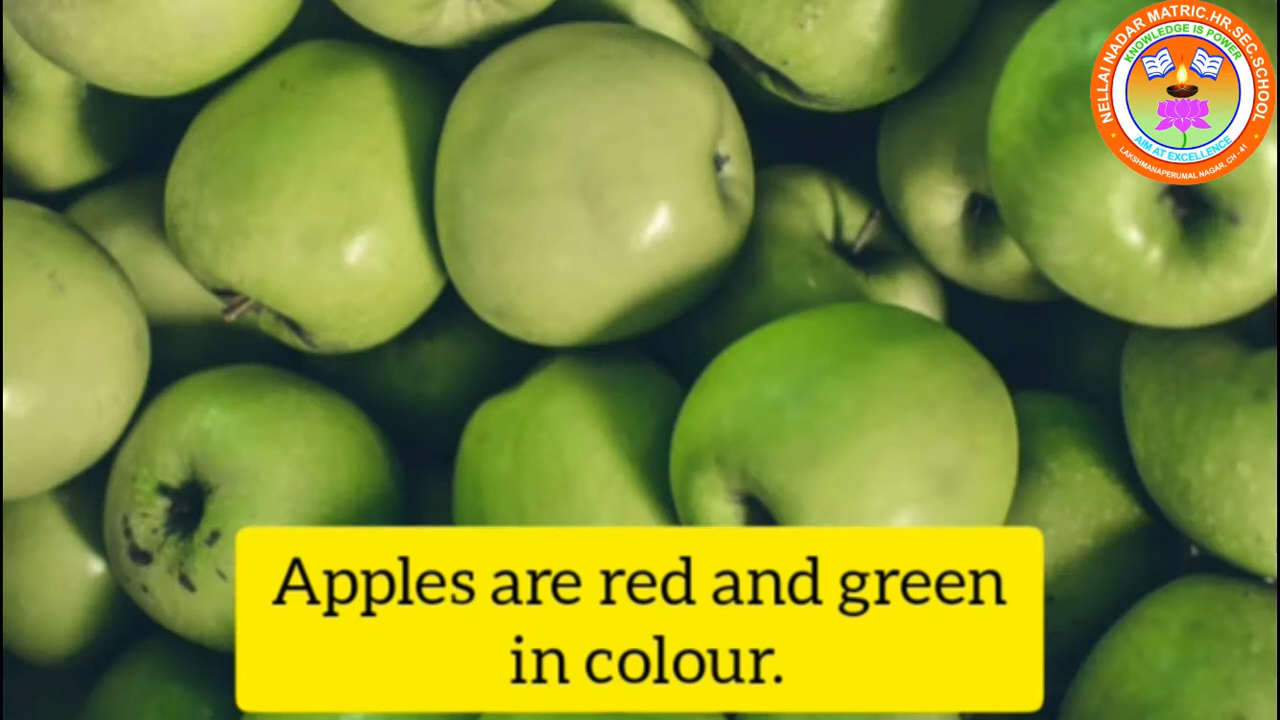 NELLAI NADAR MATRIC.HR.SEC.SCHOOL
KNOWLEDGE IS POWER
AIM AT EXCELLENCE
LAKSHMANAPERUMAL NAGAR, CH - 41
Apples are red and green
in colour.